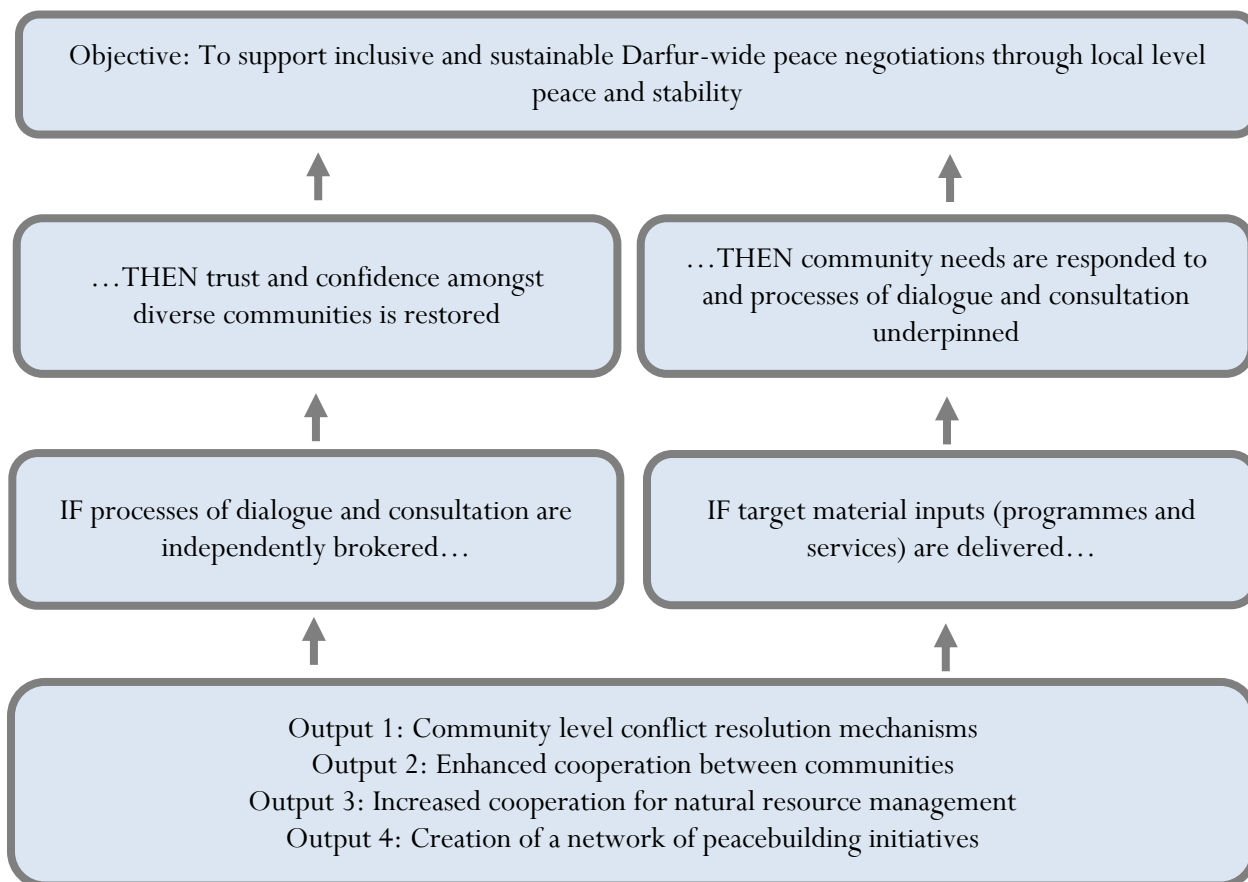 Objective: To support inclusive and sustainable Darfur-wide peace negotiations through local level
peace and stability
…THEN trust and confidence amongst
diverse communities is restored
…THEN community needs are responded to
and processes of dialogue and consultation
underpinned
IF processes of dialogue and consultation are
independently brokered…
IF target material inputs (programmes and
services) are delivered…
Output 1: Community level conflict resolution mechanisms
Output 2: Enhanced cooperation between communities
Output 3: Increased cooperation for natural resource management
Output 4: Creation of a network of peacebuilding initiatives